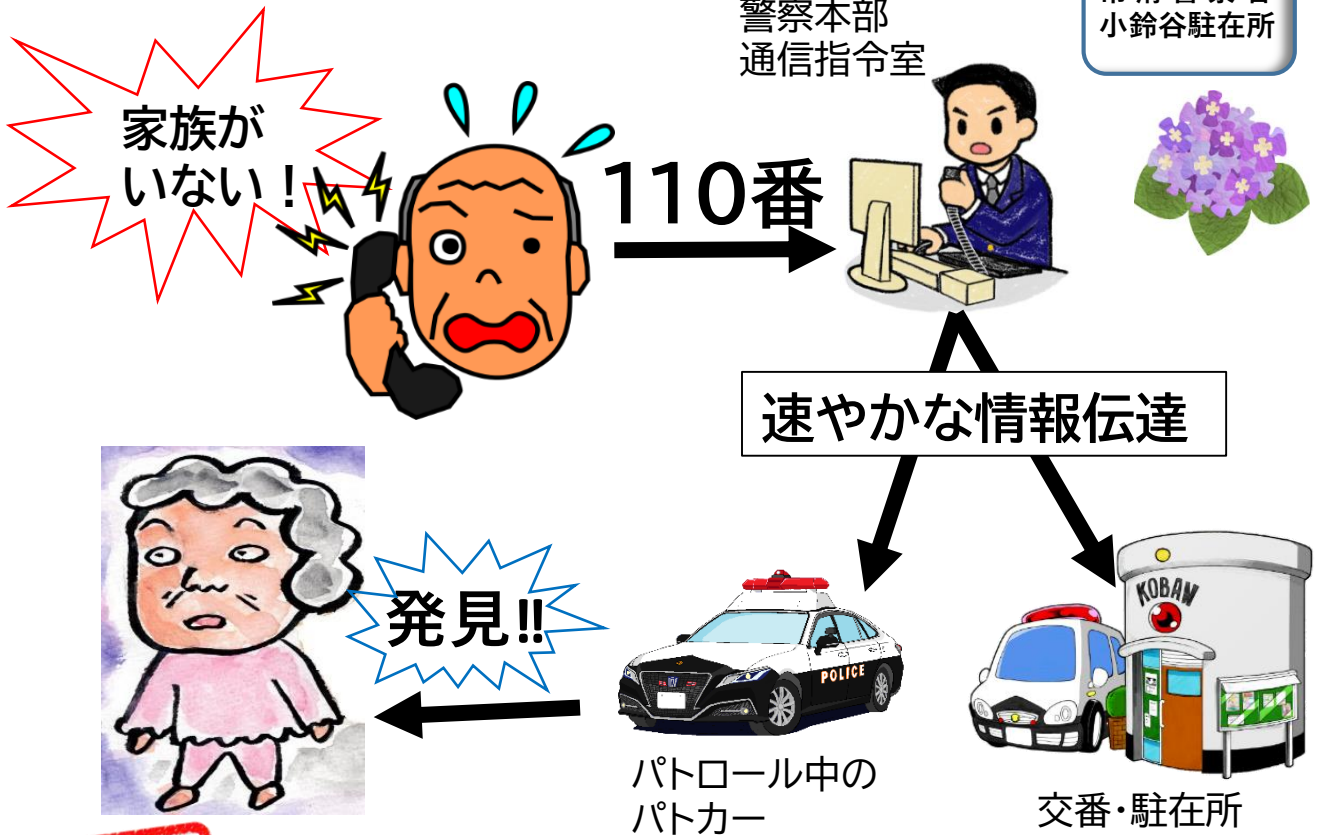 警察本部
通信指令室
小鈴谷駐在所
家族が
いない！
110番
速やかな情報伝達
発見‼
POLICE
KOBAN
パトロール中の
パトカー
交番・駐在所